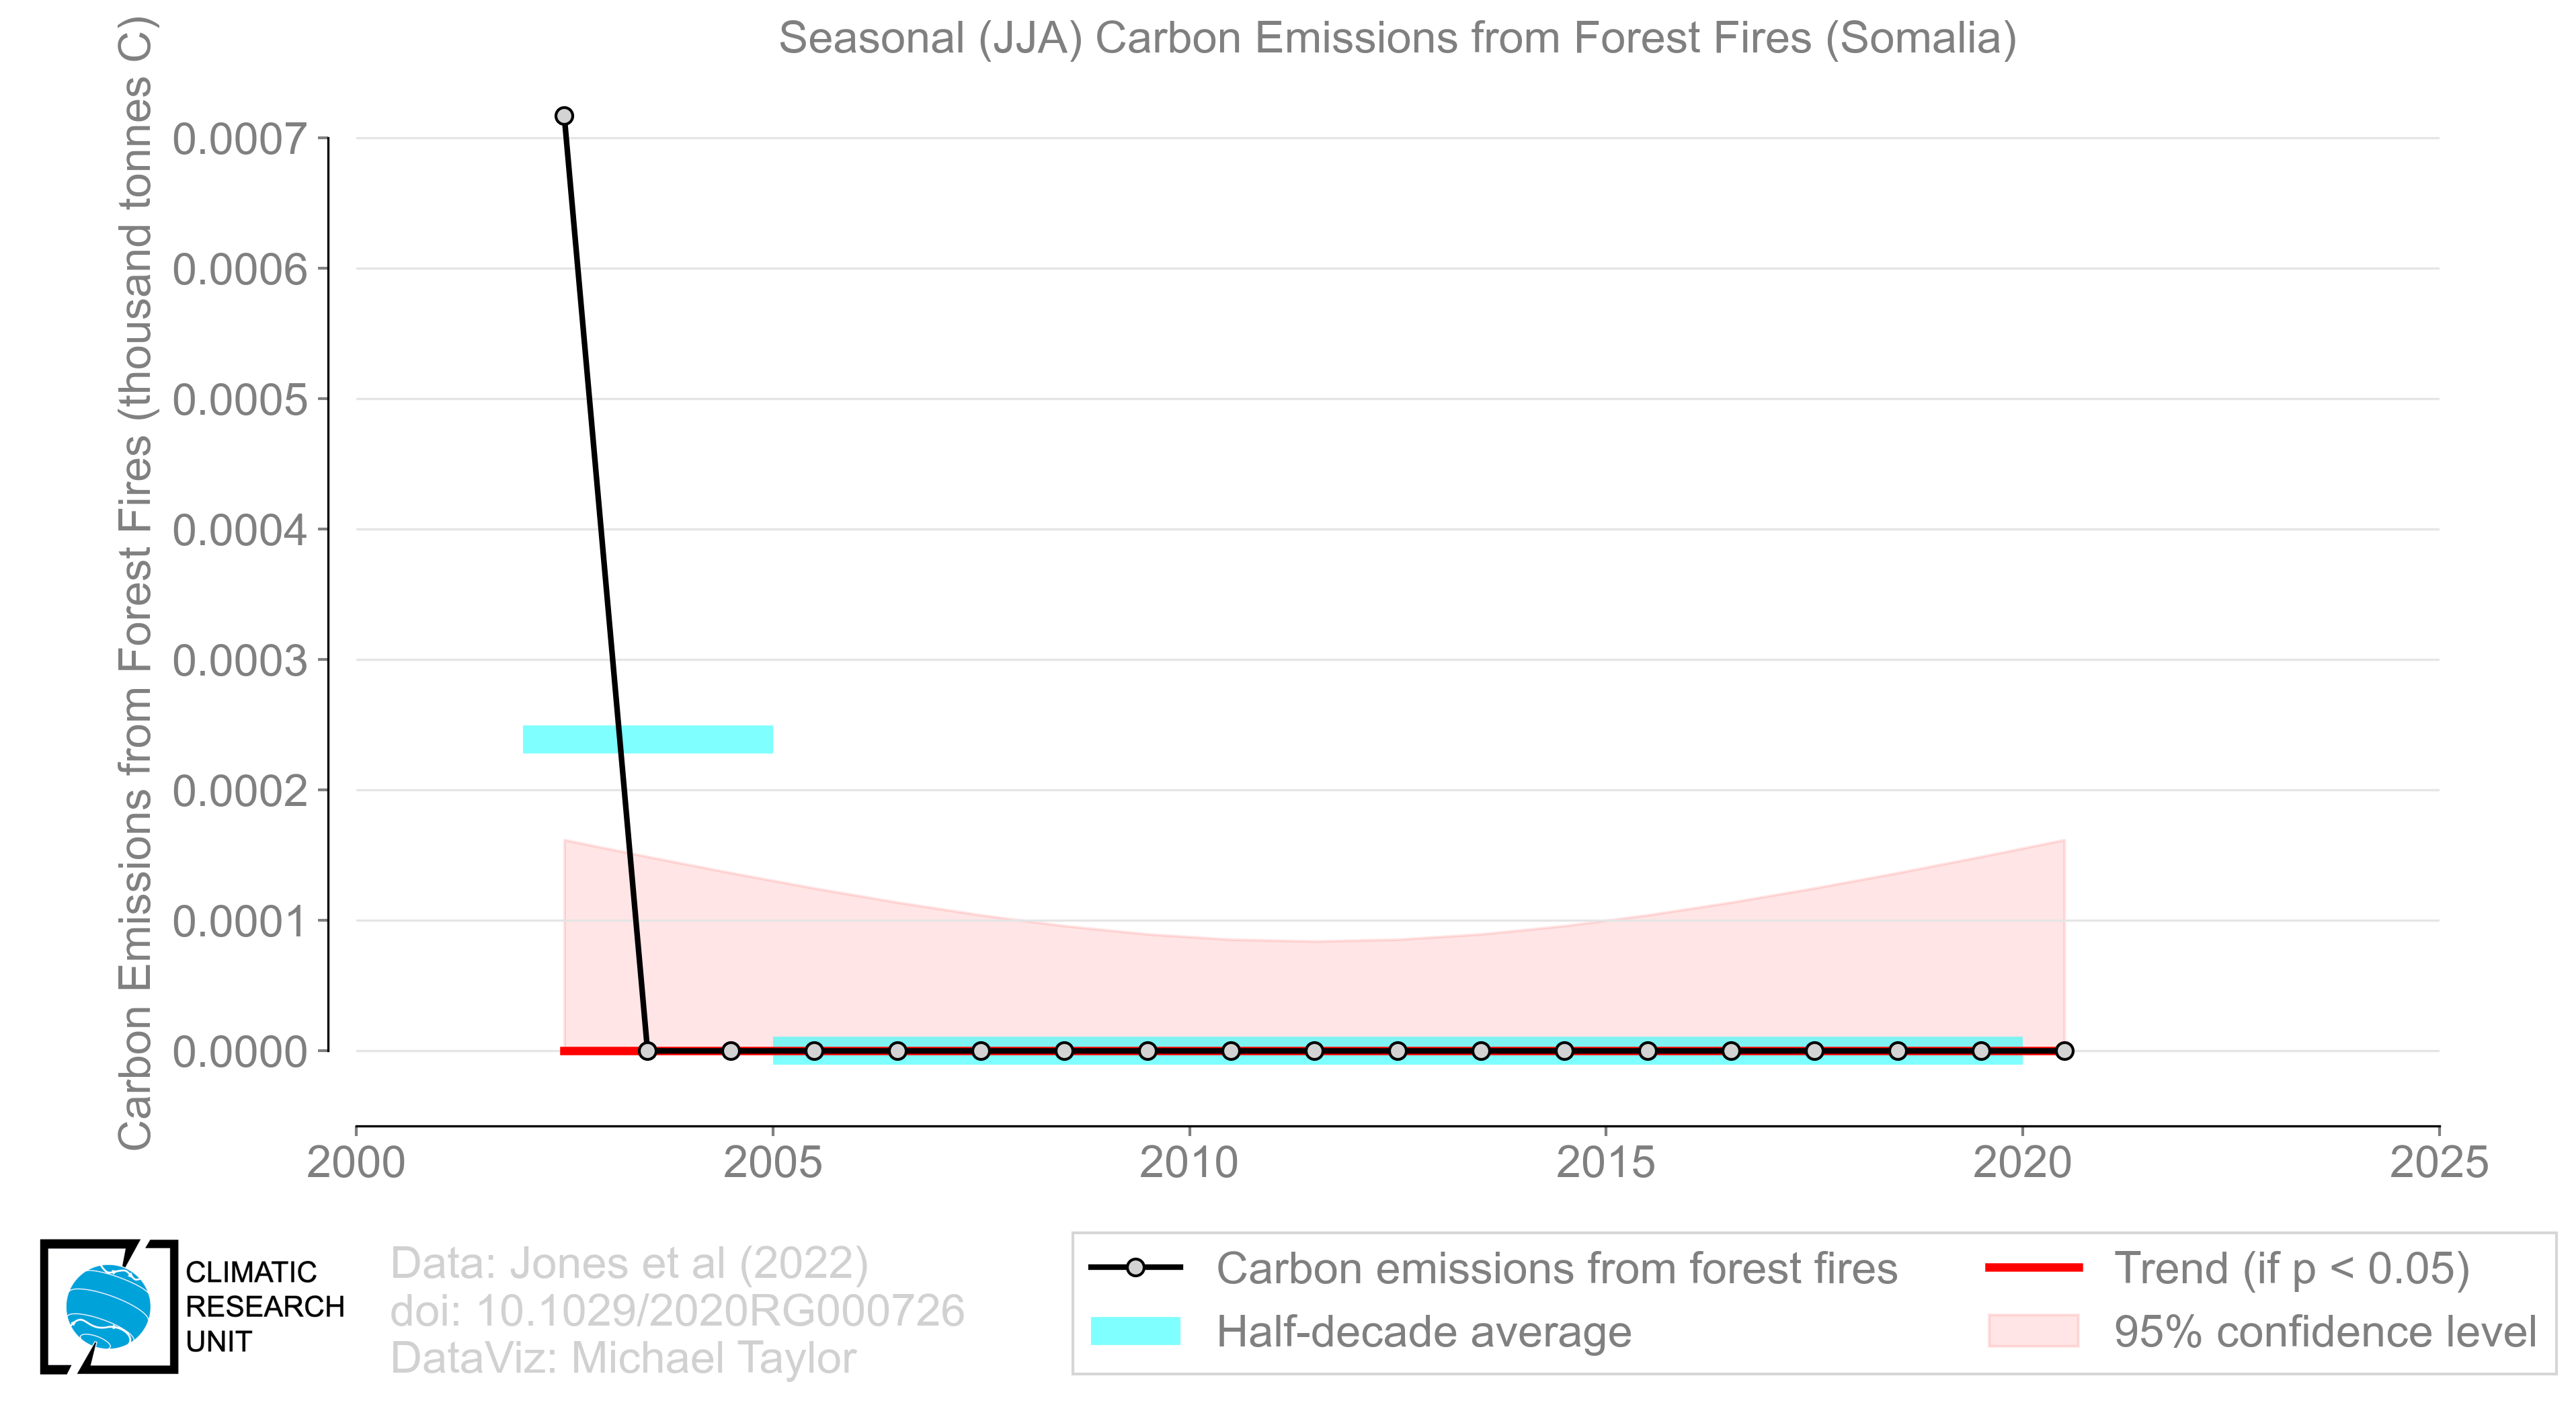 Seasonal (JJA) Carbon Emissions from Forest Fires (Somalia)
Carbon Emissions from Forest Fires (thousand tonnes C)
0.0007
0.0006
0.0005
0.0004
0.0003
0.0002
0.0001
0.0000
2000
2005
2010
2015
2020
2025
CLIMATIC
RESEARCH
UNIT
Data: Jones et al (2022)
doi: 10.1029/2020RG000726
DataViz: Michael Taylor
Carbon emissions from forest fires
Half-decade average
Trend (if p < 0.05)
95% confidence level